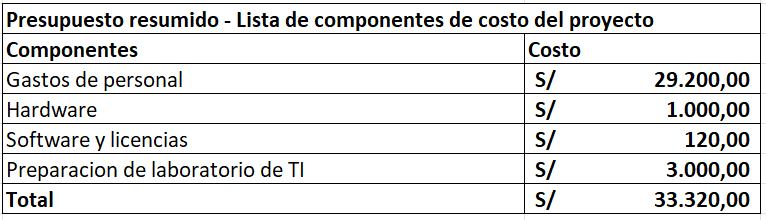 Presupuesto resumido - Lista de componentes de costo del proyecto
Componentes Costo
Gastos de personal S/ 29.200,00
Hardware S/ 1.000,00
Software y licencias S/ 120,00
Preparacion de laboratorio de TI S/ 3.000,00
Total S/ 33.320,00